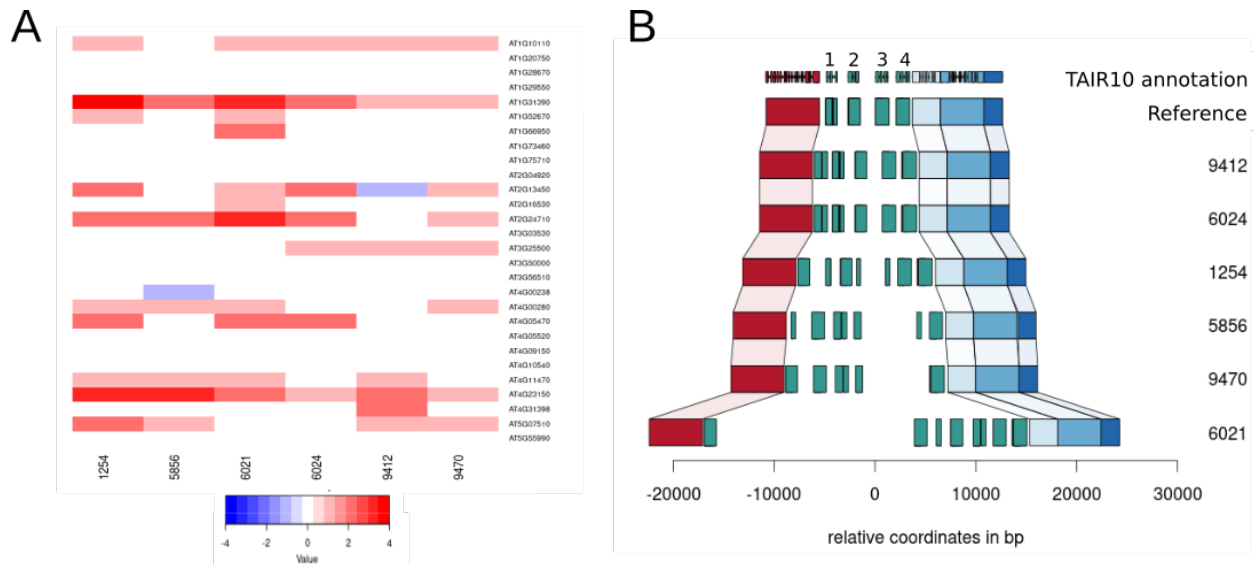 A
AT1G10110
AT1G20750
AT1G28670
AT1G29550
AT1G31390
AT1G52670
AT1G66950
AT1G73460
AT1G75710
AT2G04920
AT2G13450
AT2G16530
AT2G24710
AT3G03530
AT3G25500
AT3G50000
AT3G56510
AT4G00238
AT4G00280
AT4G05470
AT4G05520
AT4G09150
AT4G10540
AT4G11470
AT4G23150
AT4G31398
AT5G07510
AT5G55990
1254 5856 6021 6024 9412 9470
-4 -2 0 2 4
Value
B
1 2 3 4
TAIR10 annotation
Reference
9412
6024
1254
5856
9470
6021
-20000 -10000 0 10000 20000 30000
relative coordinates in bp